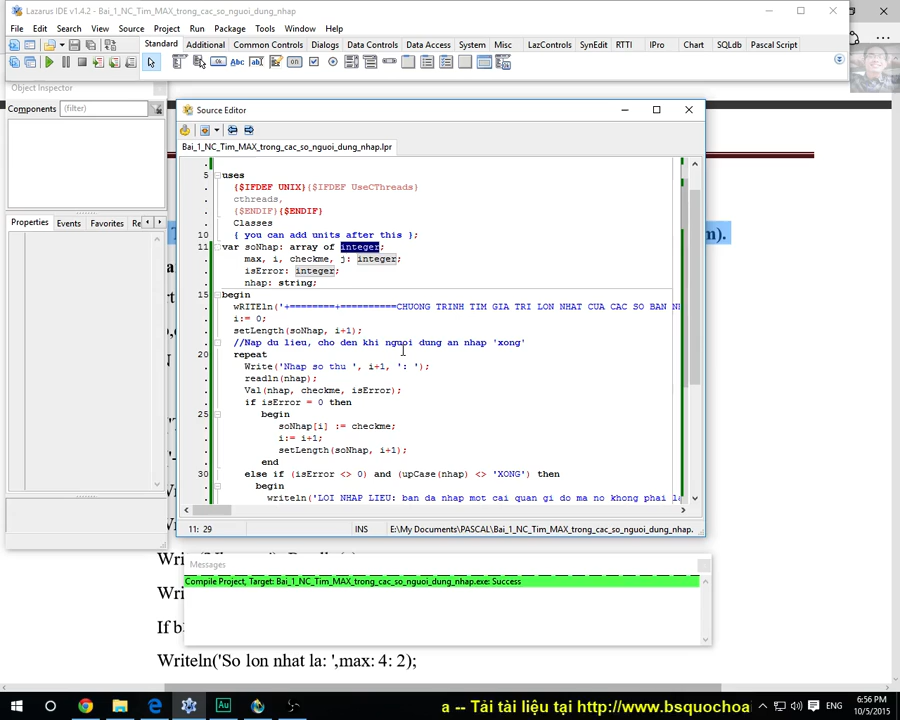 Lazarus IDE v1.4.2 - Bai_1_NC_Tim_MAX_trong_cac_so_nguoi_dung_nhap
File Edit Search View Source Project Run Package Tools Window Help
Standard Additional Common Controls Dialogs Data Controls Data Access System Misc LazControls SynEdit RTTI IPro Chart SQLdb Pascal Script
Object Inspector
Components (filter)
Properties Events Favorites Re
Source Editor
Bai_1_NC_Tim_MAX_trong_cac_so_nguoi_dung_nhap.lpr
5 uses
{$IFDEF UNIX}{$IFDEF UseCThreads}
cthreads,
{$ENDIF}{$ENDIF}
Classes
10 { you can add units after this };
11 var soNhap: array of integer;
max, i, checkme, j: integer;
isError: integer;
nhap: string;
15 begin
wRITEln('+========+==========CHUONG TRINH TIM GIA TRI LON NHAT CUA CAC SO BAN NH
i:= 0;
setLength(soNhap, i+1);
//Nap du lieu, cho den khi nguoi dung an nhap 'xong'
20 repeat
Write('Nhap so thu ', i+1, ': ');
readln(nhap);
Val(nhap, checkme, isError);
if isError = 0 then
25 begin
soNhap[i] := checkme;
i:= i+1;
setLength(soNhap, i+1);
end
30 else if (isError <> 0) and (upCase(nhap) <> 'XONG') then
begin
writeln('LOI NHAP LIEU: ban da nhap mot cai quan gi do ma no khong phai la
11: 29 INS E:\My Documents\PASCAL\Bai_1_NC_Tim_MAX_trong_cac_so_nguoi_dung_nhap.
Messages
Compile Project, Target: Bai_1_NC_Tim_MAX_trong_cac_so_nguoi_dung_nhap.exe: Success
m).
Wri
If b
Writeln('So lon nhat la: ',max: 4: 2);
a -- Tải tài liệu tại http://www.bsquochoa
ENG
6:56 PM
10/5/2015